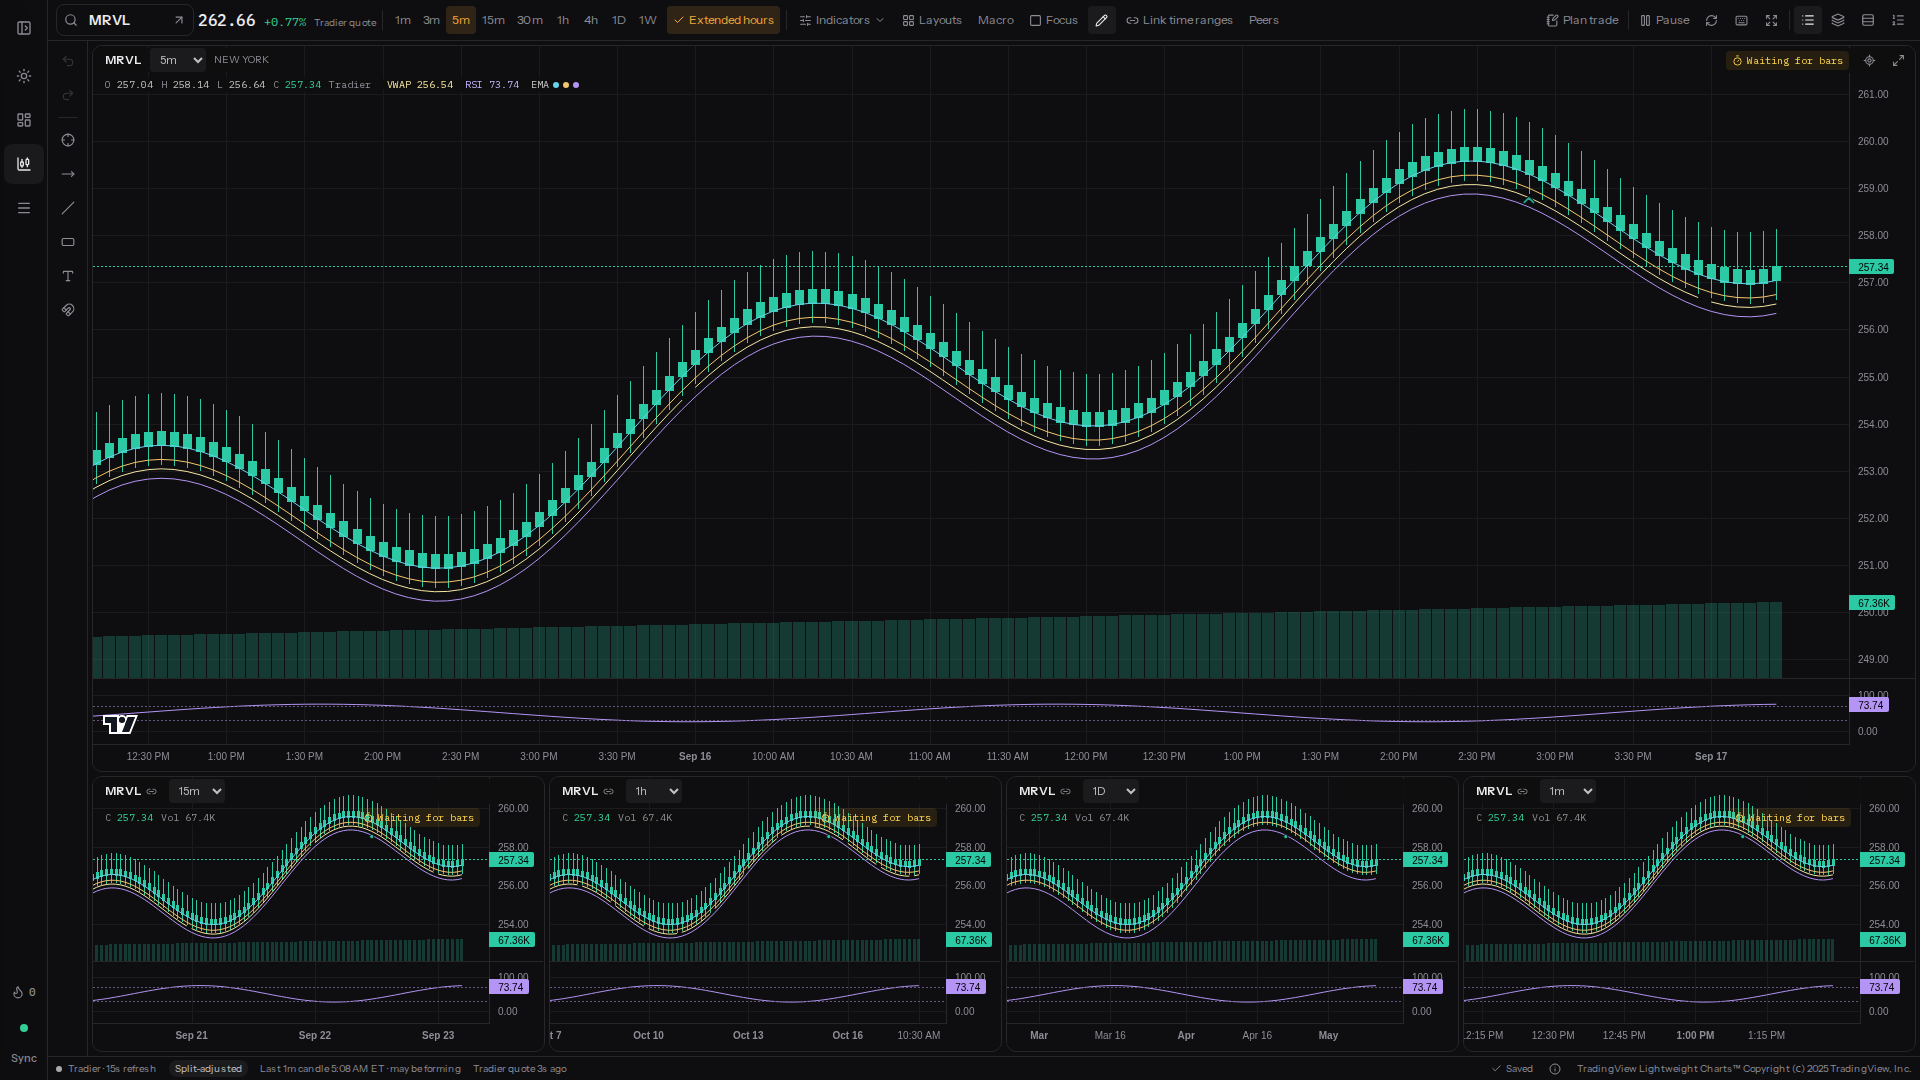 MRVL 262.66 +0.77% Tradier quote 1m 3m 5m 15m 30m 1h 4h 1D 1W Extended hours Indicators Layouts Macro Focus Link time ranges Peers Plan trade Pause
MRVL 5m NEW YORK Waiting for bars
O 257.04 H 258.14 L 256.64 C 257.34 Tradier VWAP 256.54 RSI 73.74 EMA
261.00
260.00
259.00
258.00
257.34
257.00
256.00
255.00
254.00
253.00
252.00
251.00
67.36K
250.00
249.00
100.00
73.74
0.00
12:30 PM 1:00 PM 1:30 PM 2:00 PM 2:30 PM 3:00 PM 3:30 PM Sep 16 10:00 AM 10:30 AM 11:00 AM 11:30 AM 12:00 PM 12:30 PM 1:00 PM 1:30 PM 2:00 PM 2:30 PM 3:00 PM 3:30 PM Sep 17
MRVL 15m
C 257.34 Vol 67.4K Waiting for bars
260.00
258.00
257.34
256.00
254.00
67.36K
100.00
73.74
0.00
Sep 21 Sep 22 Sep 23
MRVL 1h
C 257.34 Vol 67.4K Waiting for bars
260.00
258.00
257.34
256.00
254.00
67.36K
100.00
73.74
0.00
t 7 Oct 10 Oct 13 Oct 16 10:30 AM
MRVL 1D
C 257.34 Vol 67.4K
260.00
258.00
257.34
256.00
254.00
67.36K
100.00
73.74
0.00
Mar Mar 16 Apr Apr 16 May
MRVL 1m
C 257.34 Vol 67.4K Waiting for bars
260.00
258.00
257.34
256.00
254.00
67.36K
100.00
73.74
0.00
2:15 PM 12:30 PM 12:45 PM 1:00 PM 1:15 PM
0
Sync
Tradier · 15s refresh Split-adjusted Last 1m candle 5:08 AM ET · may be forming Tradier quote 3s ago Saved TradingView Lightweight Charts™ Copyright (c) 2025 TradingView, Inc.